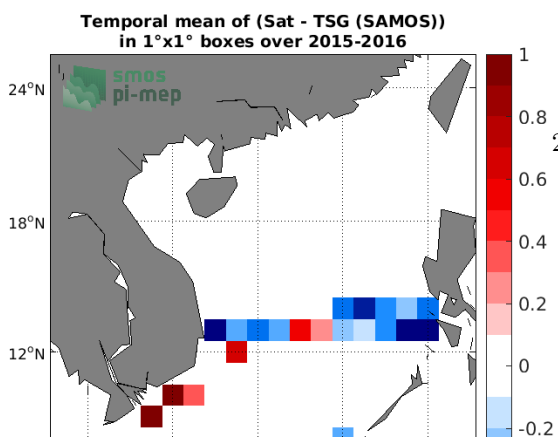 Temporal mean of (Sat - TSG (SAMOS))
in 1°x1° boxes over 2015-2016
smos
pi-mep
24°N
18°N
12°N
1
0.8
0.6
0.4
0.2
0
-0.2
2